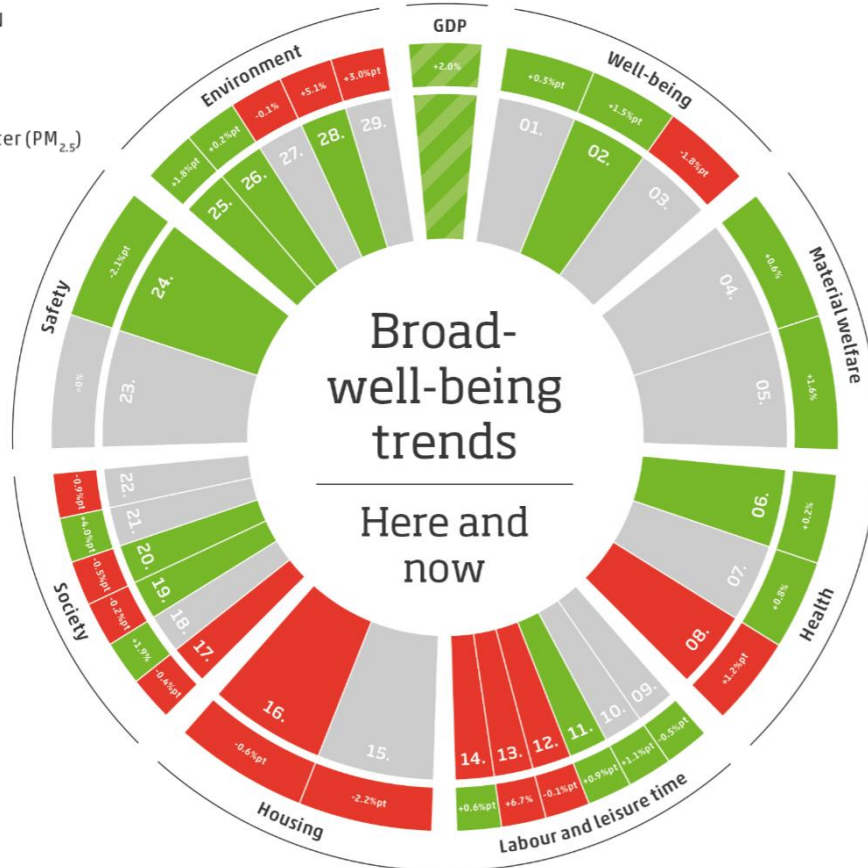 ter (PM2.5)
GDP
+2.0%
Well-being
+0.3%pt
+1.5%pt
-1.8%pt
01.
02.
03.
Material welfare
+0.6%
+1.6%
04.
05.
Health
+0.2%
+0.8%
+1.2%pt
06.
07.
08.
Labour and leisure time
-0.5%pt
+1.1%pt
+0.9%pt
-0.1%pt
+6.7%
+0.6%pt
09.
10.
11.
12.
13.
14.
Housing
-2.2%pt
-0.6%pt
15.
16.
Society
-0.4%pt
+1.9%
-0.2%pt
-0.5%pt
+4.0%pt
-0.9%pt
17.
18.
19.
20.
21.
22.
Safety
+0%
-2.1%pt
23.
24.
Environment
+1.8%pt
+0.2%pt
-0.1%
+5.1%
+3.0%pt
25.
26.
27.
28.
29.
Broad-
well-being
trends
Here and
now